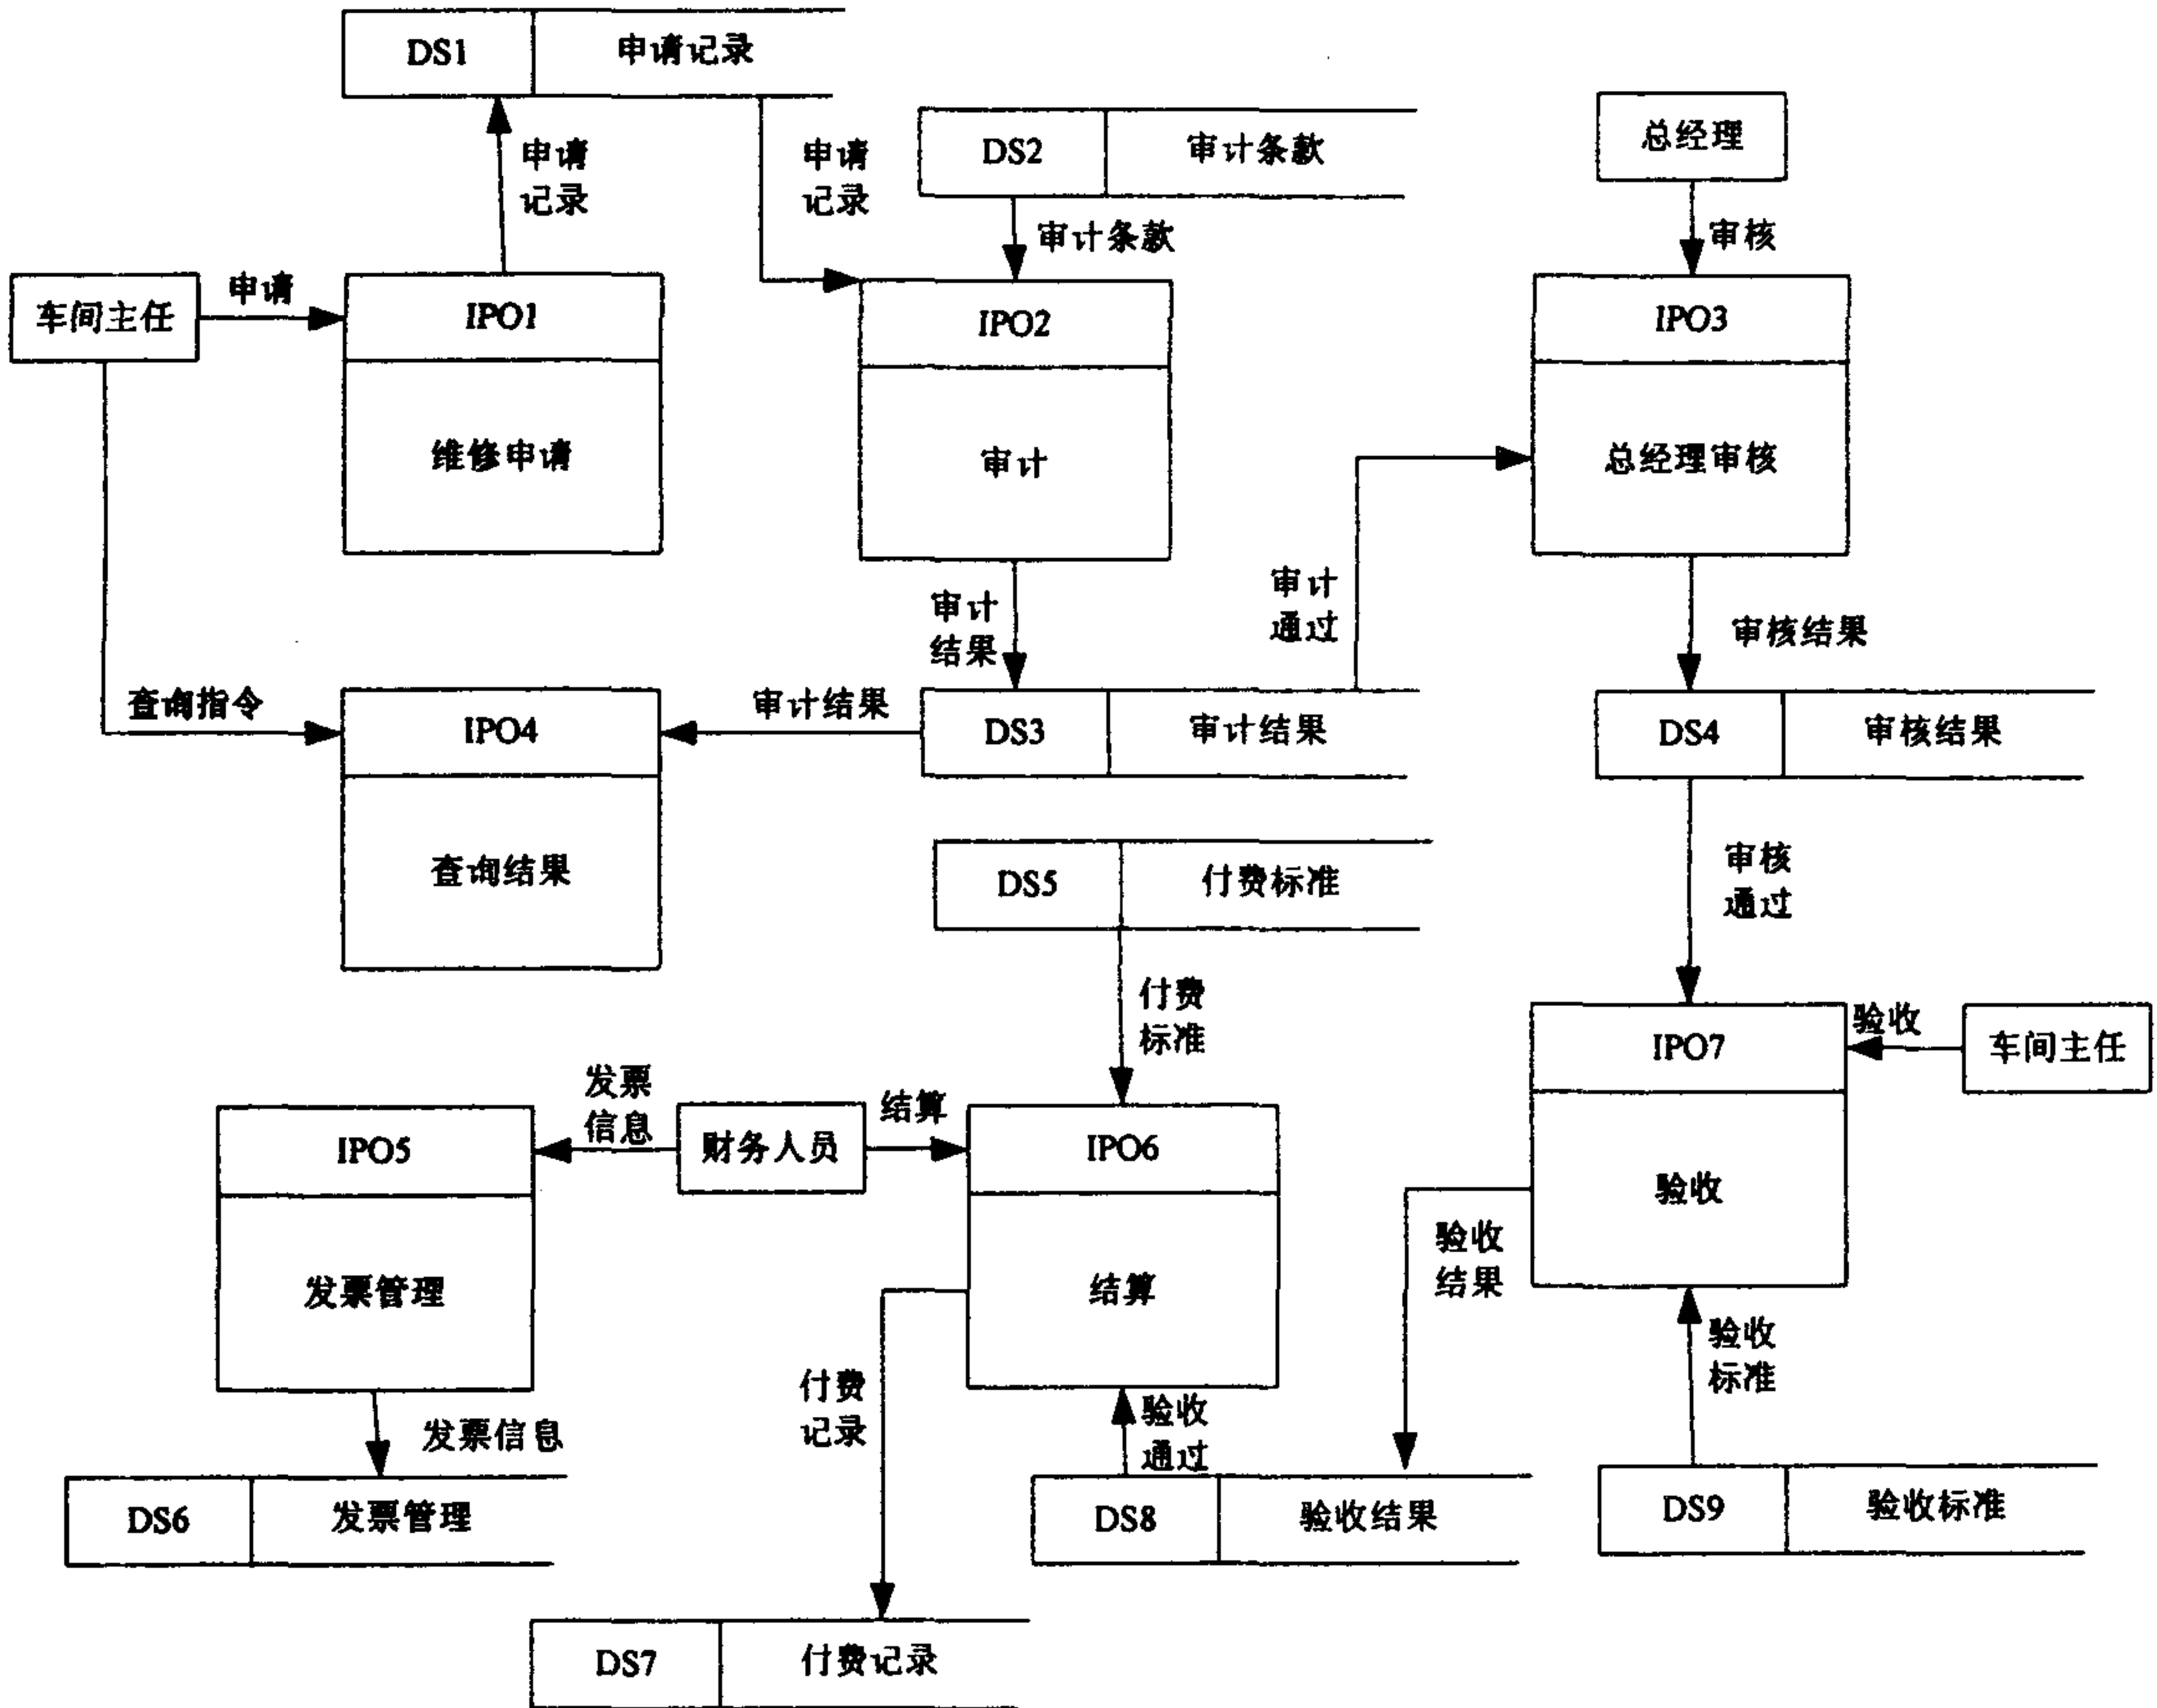 DS1
申请记录
申请
记录
申请
记录
DS2
审计条款
审计条款
总经理
审核
车间主任
申请
IPO1
维修申请
IPO2
审计
IPO3
总经理审核
审计
结果
审计
通过
审核结果
查询指令
IPO4
查询结果
审计结果
DS3
审计结果
DS4
审核结果
DS5
付费标准
审核
通过
付费
标准
IPO7
验收
验收
车间主任
发票
信息
IPO5
发票管理
财务人员
结算
IPO6
结算
验收
结果
验收
标准
付费
记录
验收
通过
发票信息
DS6
发票管理
DS8
验收结果
DS9
验收标准
DS7
付费记录